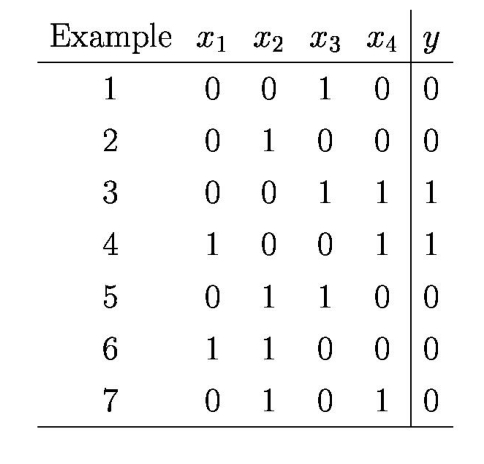 Example x₁ x₂ x₃ x₄ y
1 0 0 1 0 0
2 0 1 0 0 0
3 0 0 1 1 1
4 1 0 0 1 1
5 0 1 1 0 0
6 1 1 0 0 0
7 0 1 0 1 0